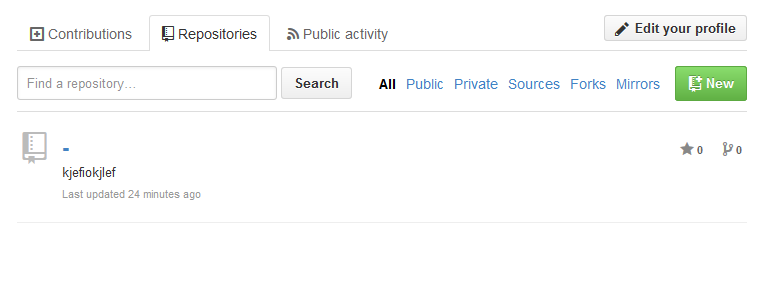 Contributions Repositories Public activity Edit your profile
Find a repository... Search All Public Private Sources Forks Mirrors New
- 0 0
kjefiokjlef
Last updated 24 minutes ago